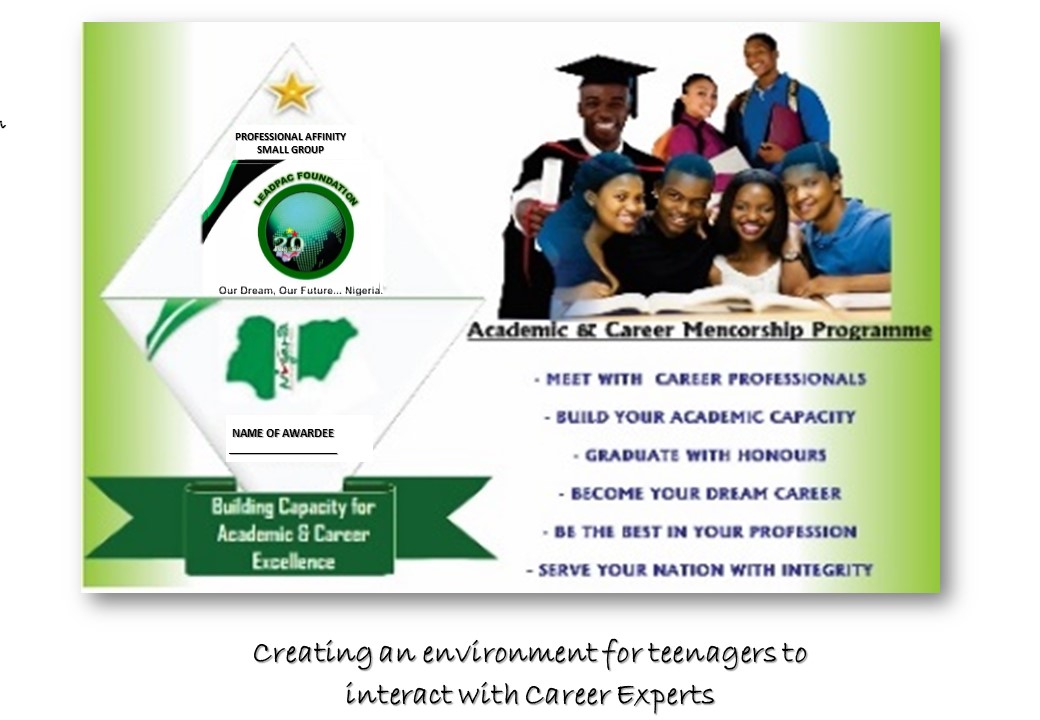 PROFESSIONAL AFFINITY
SMALL GROUP
LEADPAC FOUNDATION
20
Our Dream, Our Future... Nigeria."
Nigeria
NAME OF AWARDEE
Building Capacity for
Academic & Career
Excellence
Academic & Career Mentorship Programme
- MEET WITH CAREER PROFESSIONALS
- BUILD YOUR ACADEMIC CAPACITY
- GRADUATE WITH HONOURS
- BECOME YOUR DREAM CAREER
- BE THE BEST IN YOUR PROFESSION
- SERVE YOUR NATION WITH INTEGRITY
Creating an environment for teenagers to
interact with Career Experts